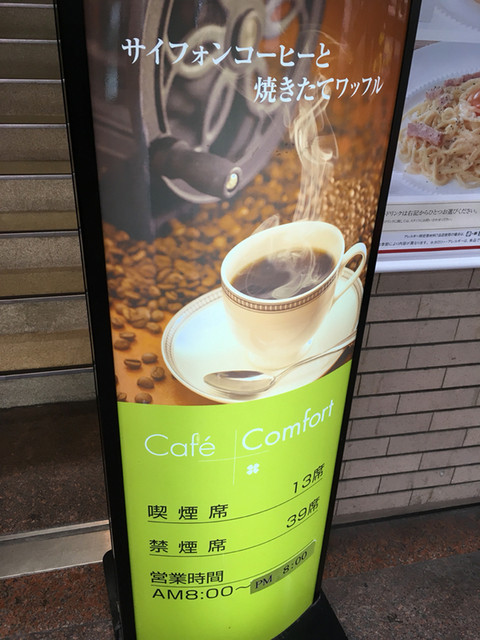 サイフォンコーヒーと
焼きたてワッフル
Café Comfort
喫煙席 13席
禁煙席 39席
営業時間
AM8:00～PM 8:00